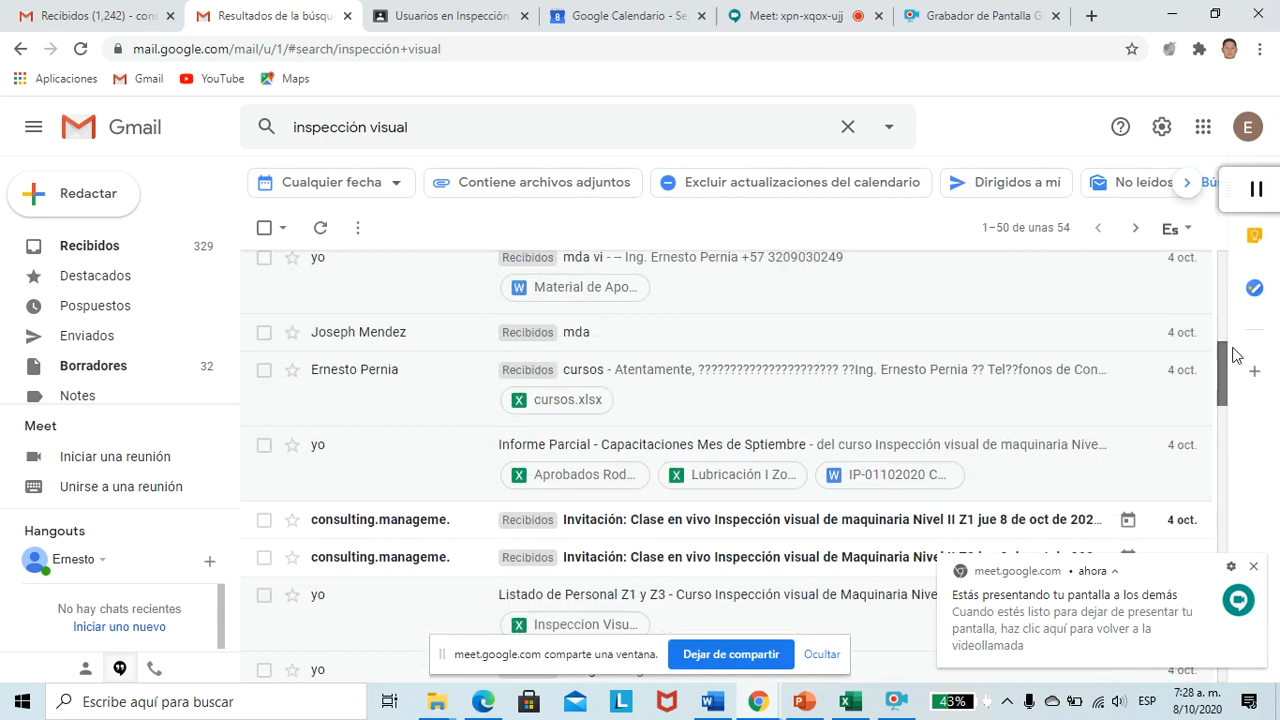 Recibidos (1,242) - cons
Resultados de la búsqu
Usuarios en Inspección
Google Calendario - Se
Meet: xpn-xqox-ujj
Grabador de Pantalla G
mail.google.com/mail/u/1/#search/inspección+visual
Aplicaciones
Gmail
YouTube
Maps
Gmail
inspección visual
E
Redactar
Cualquier fecha
Contiene archivos adjuntos
Excluir actualizaciones del calendario
Dirigidos a mí
No leídos
Bú
1–50 de unas 54
Es
Recibidos 329
Destacados
Pospuestos
Enviados
Borradores 32
Notes
Meet
Iniciar una reunión
Unirse a una reunión
Hangouts
Ernesto
No hay chats recientes
Iniciar uno nuevo
yo Recibidos mda vi - -- Ing. Ernesto Pernia +57 3209030249 4 oct.
W Material de Apo...
Joseph Mendez Recibidos mda 4 oct.
Ernesto Pernia Recibidos cursos - Atentamente, ?????????????????????? ??Ing. Ernesto Pernia ?? Tel??fonos de Con... 4 oct.
X cursos.xlsx
yo Informe Parcial - Capacitaciones Mes de Sptiembre - del curso Inspección visual de maquinaria Nive... 4 oct.
X Aprobados Rod... X Lubricación I Zo... W IP-01102020 C...
consulting.manageme. Recibidos Invitación: Clase en vivo Inspección visual de maquinaria Nivel II Z1 jue 8 de oct de 202... 4 oct.
consulting.manageme. Recibidos Invitación: Clase en vivo Inspección visual de Maquinaria Nivel
yo Listado de Personal Z1 y Z3 - Curso Inspección visual de Maquinaria Nivel
X Inspeccion Visu...
yo 4 oct.
meet.google.com • ahora
Estás presentando tu pantalla a los demás
Cuando estés listo para dejar de presentar tu
pantalla, haz clic aquí para volver a la
videollamada
meet.google.com comparte una ventana.
Dejar de compartir
Ocultar
Escribe aquí para buscar
L
43%
ESP
7:28 a. m.
8/10/2020